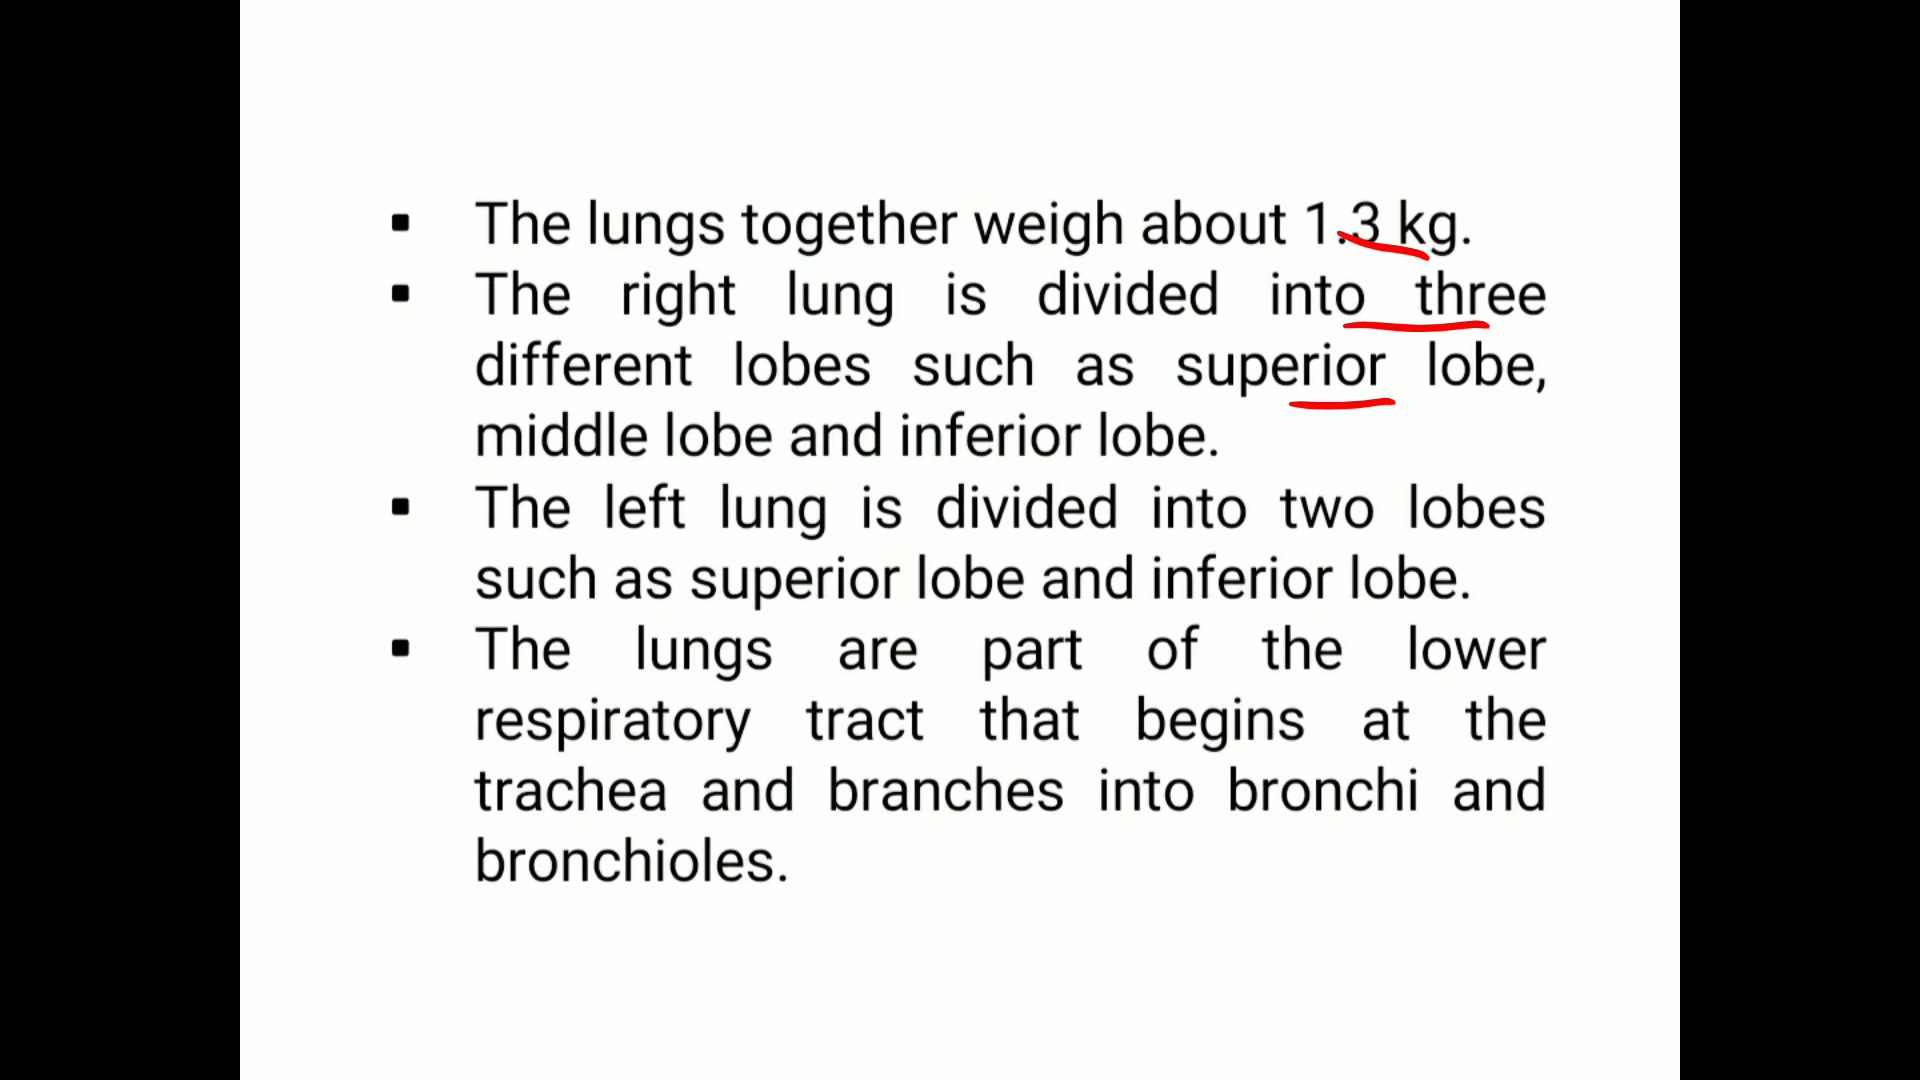 ▪ The lungs together weigh about 1.3 kg.
▪ The right lung is divided into three
different lobes such as superior lobe,
middle lobe and inferior lobe.
▪ The left lung is divided into two lobes
such as superior lobe and inferior lobe.
▪ The lungs are part of the lower
respiratory tract that begins at the
trachea and branches into bronchi and
bronchioles.